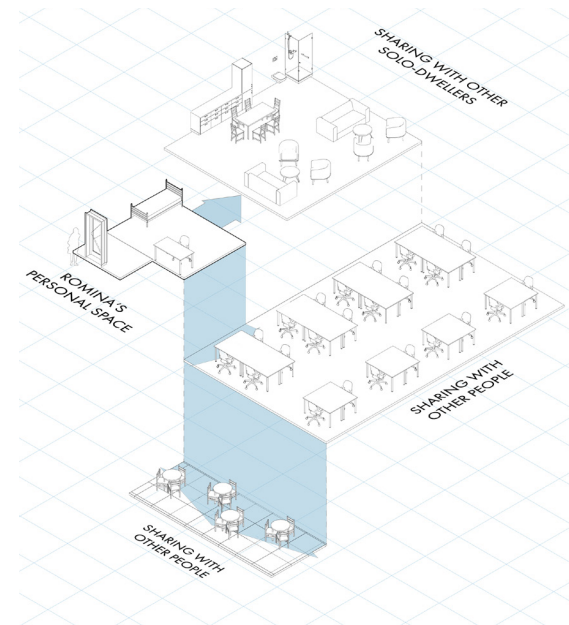 SHARING WITH OTHER
SOLO-DWELLERS
ROMINA'S
PERSONAL SPACE
SHARING WITH
OTHER PEOPLE
SHARING WITH
OTHER PEOPLE